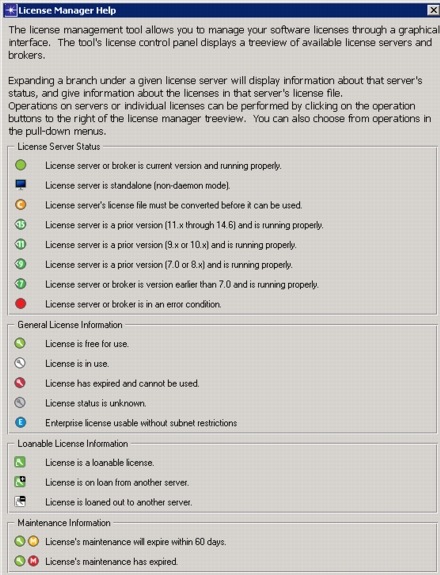 License Manager Help
The license management tool allows you to manage your software licenses through a graphical
interface. The tool's license control panel displays a treeview of available license servers and
brokers.
Expanding a branch under a given license server will display information about that server's
status, and give information about the licenses in that server's license file.
Operations on servers or individual licenses can be performed by clicking on the operation
buttons to the right of the license manager treeview. You can also choose from operations in
the pull-down menus.
License Server Status
License server or broker is current version and running properly.
License server is standalone (non-daemon mode).
C License server's license file must be converted before it can be used.
<15 License server is a prior version (11.x through 14.6) and is running properly.
<11 License server is a prior version (9.x or 10.x) and is running properly.
<9 License server is a prior version (7.0 or 8.x) and is running properly.
<7 License server or broker is version earlier than 7.0 and is running properly.
License server or broker is in an error condition.
General License Information
License is free for use.
License is in use.
License has expired and cannot be used.
License status is unknown.
E Enterprise license usable without subnet restrictions
Loanable License Information
License is a loanable license.
License is on loan from another server.
License is loaned out to another server.
Maintenance Information
M License's maintenance will expire within 60 days.
M License's maintenance has expired.